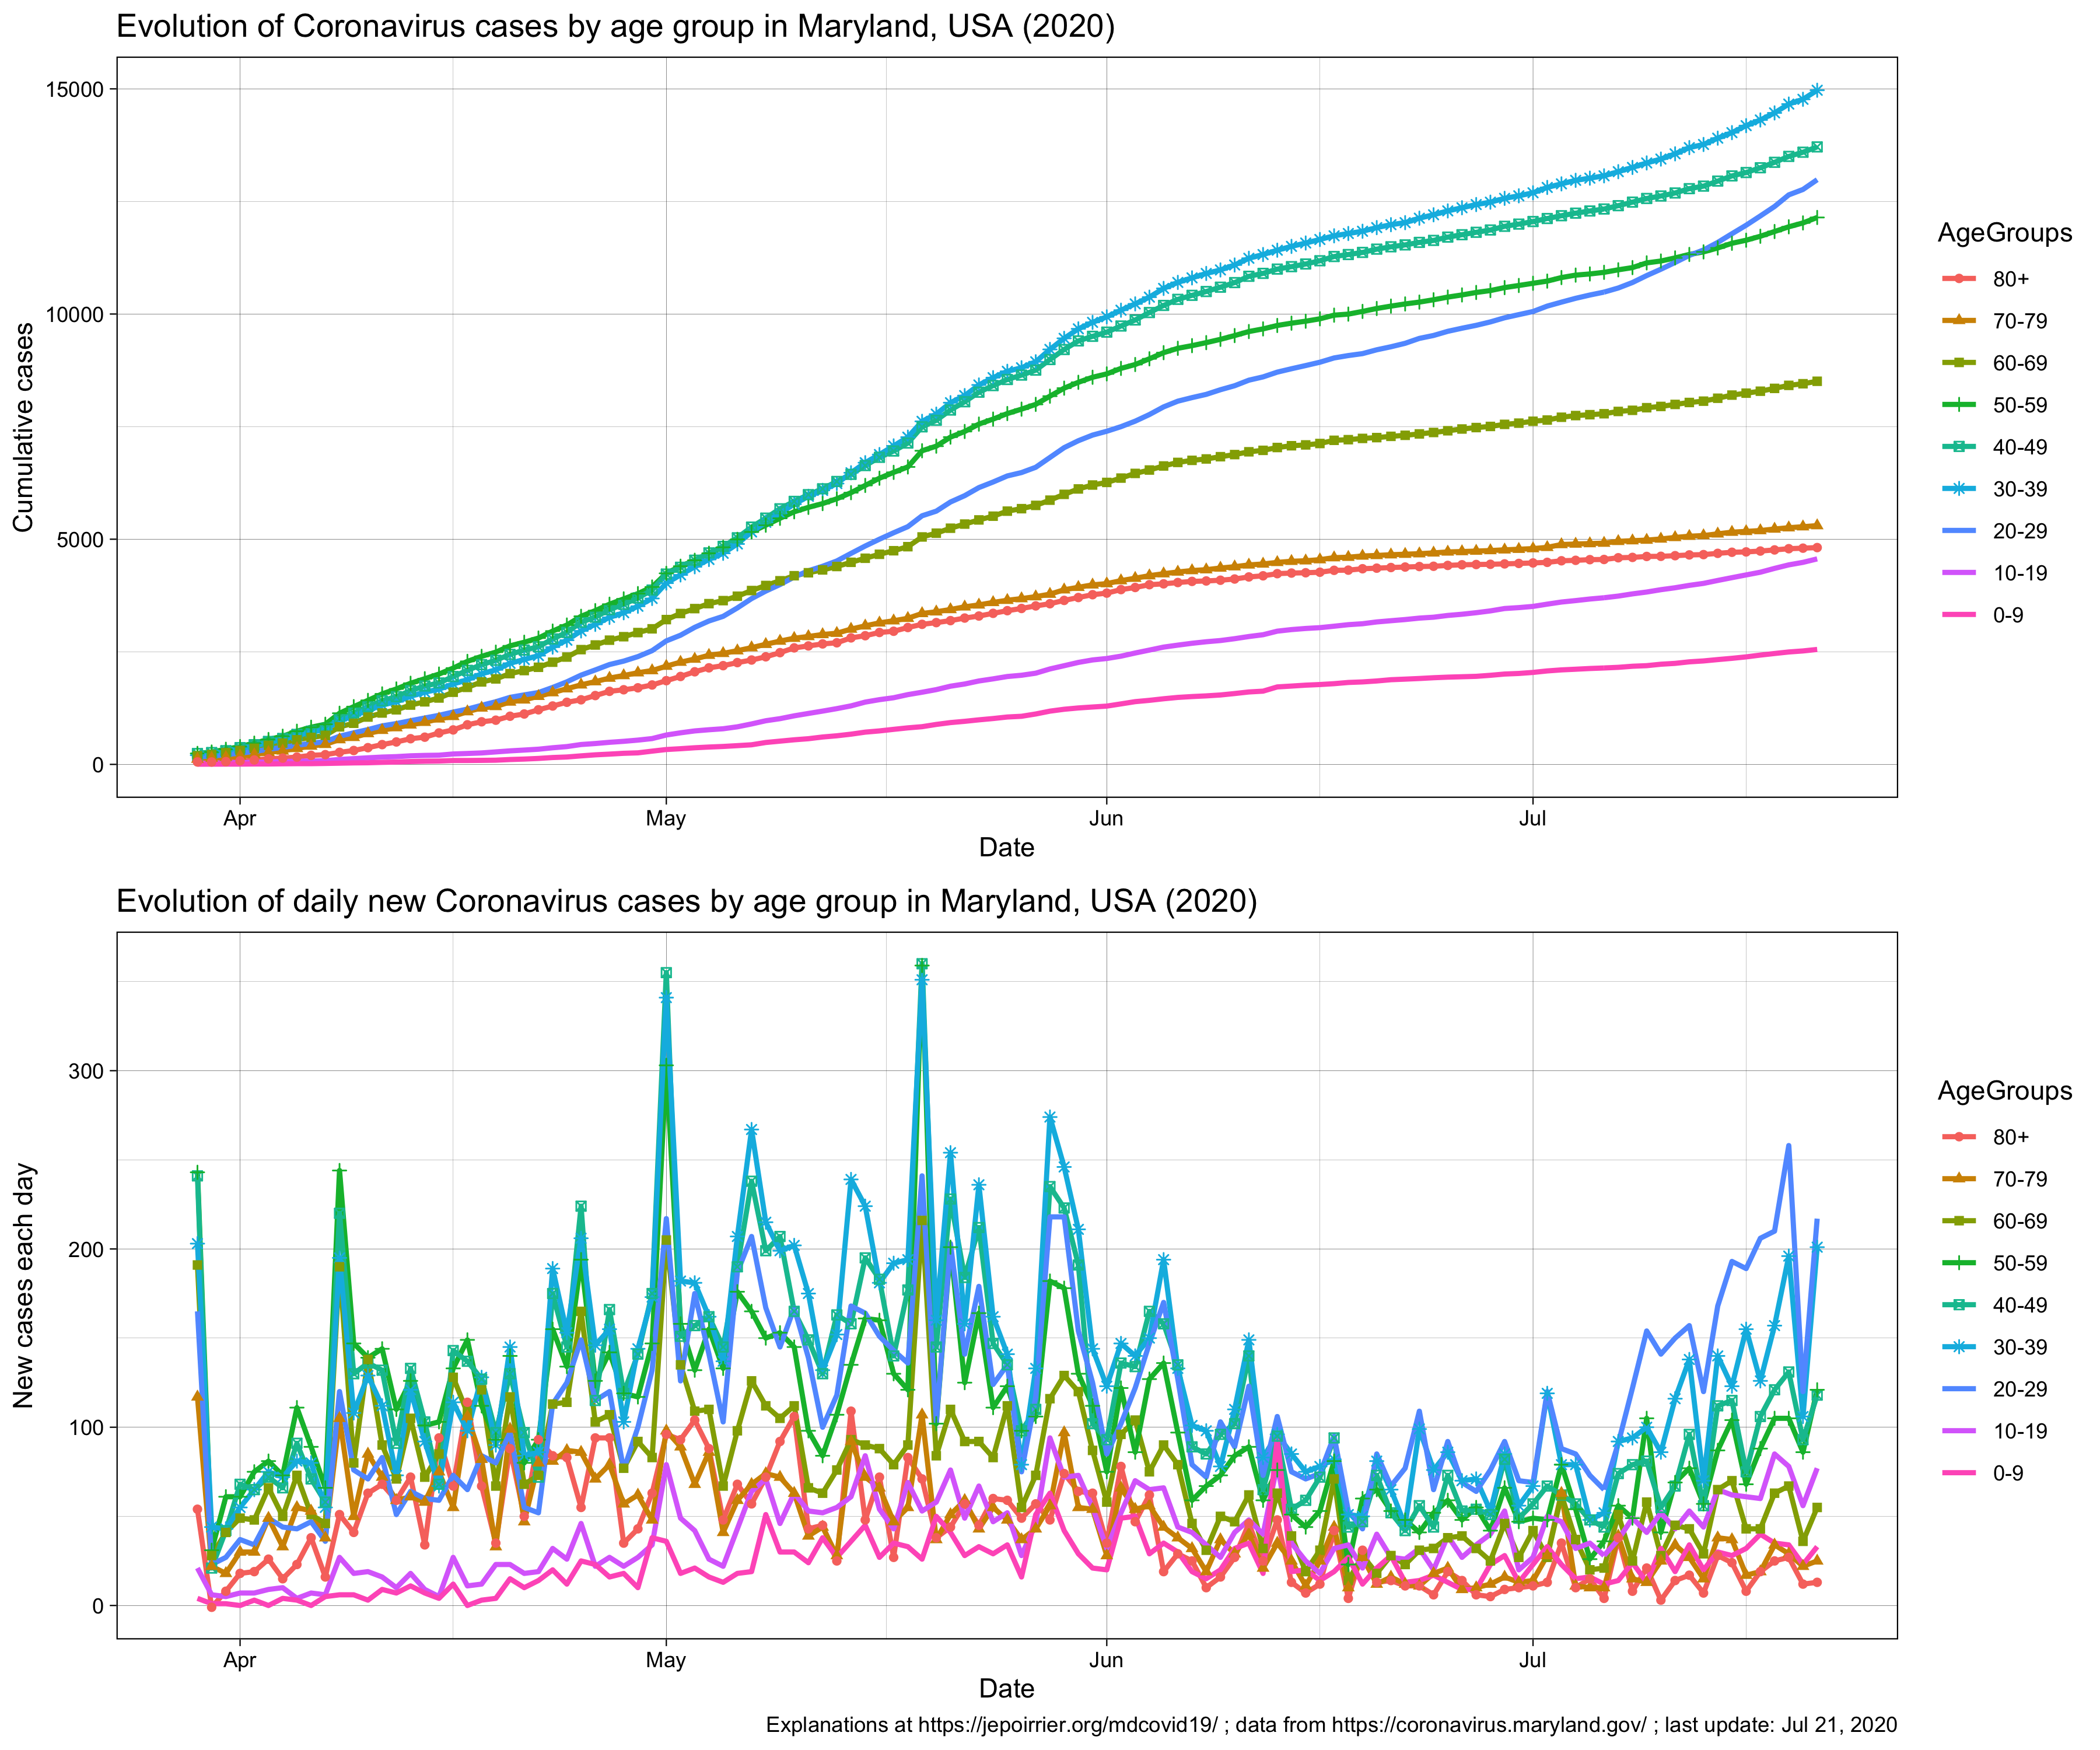 Evolution of Coronavirus cases by age group in Maryland, USA (2020)
15000
10000
5000
0
Cumulative cases
Apr
May
Jun
Jul
Date
AgeGroups
80+
70-79
60-69
50-59
40-49
30-39
20-29
10-19
0-9
Evolution of daily new Coronavirus cases by age group in Maryland, USA (2020)
300
200
100
0
New cases each day
Apr
May
Jun
Jul
Date
AgeGroups
80+
70-79
60-69
50-59
40-49
30-39
20-29
10-19
0-9
Explanations at https://jepoirrier.org/mdcovid19/ ; data from https://coronavirus.maryland.gov/ ; last update: Jul 21, 2020